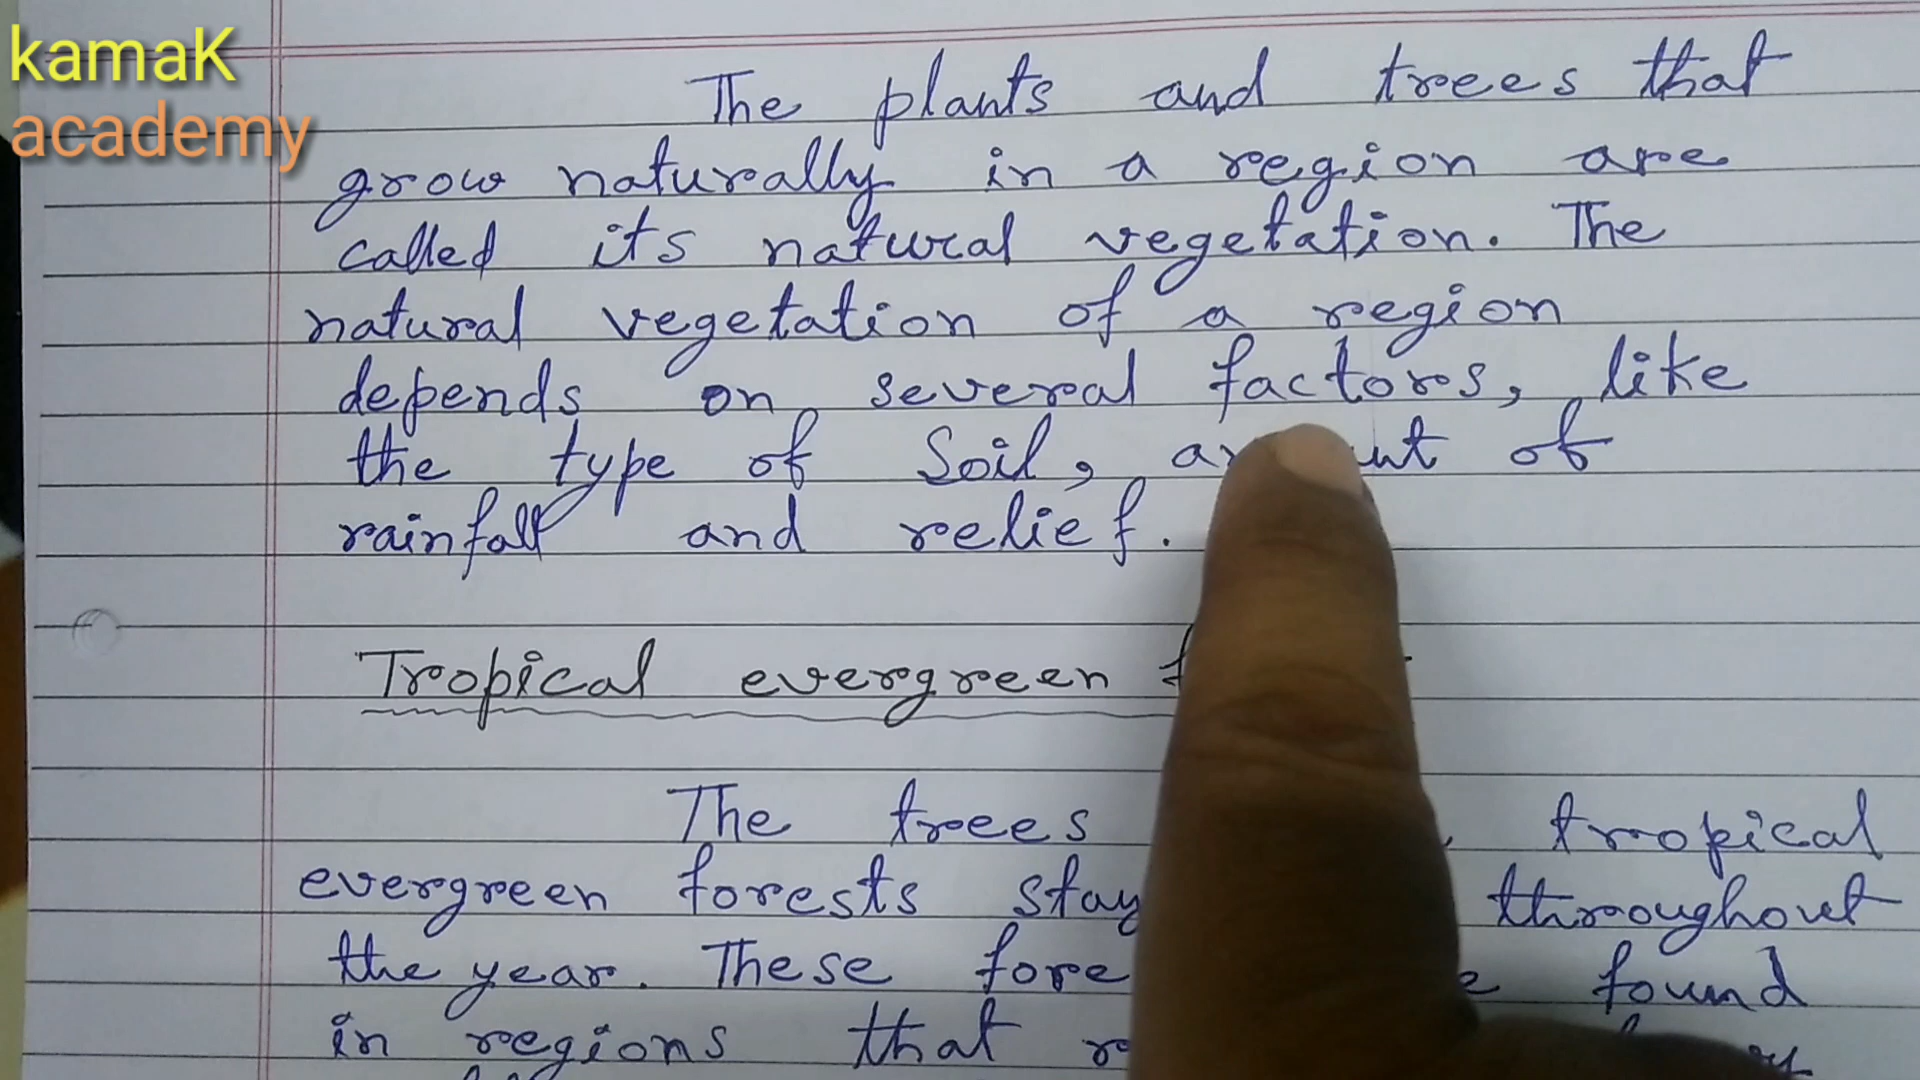 kamaK
academy
The plants and trees that
grow naturally in a region are
called its natural vegetation. The
natural vegetation of a region
depends on several factors, like
the type of Soil, of
rainfall and relief.
Tropical evergreen
The trees tropical
evergreen forests stay throughout
the year. These found
in regions that